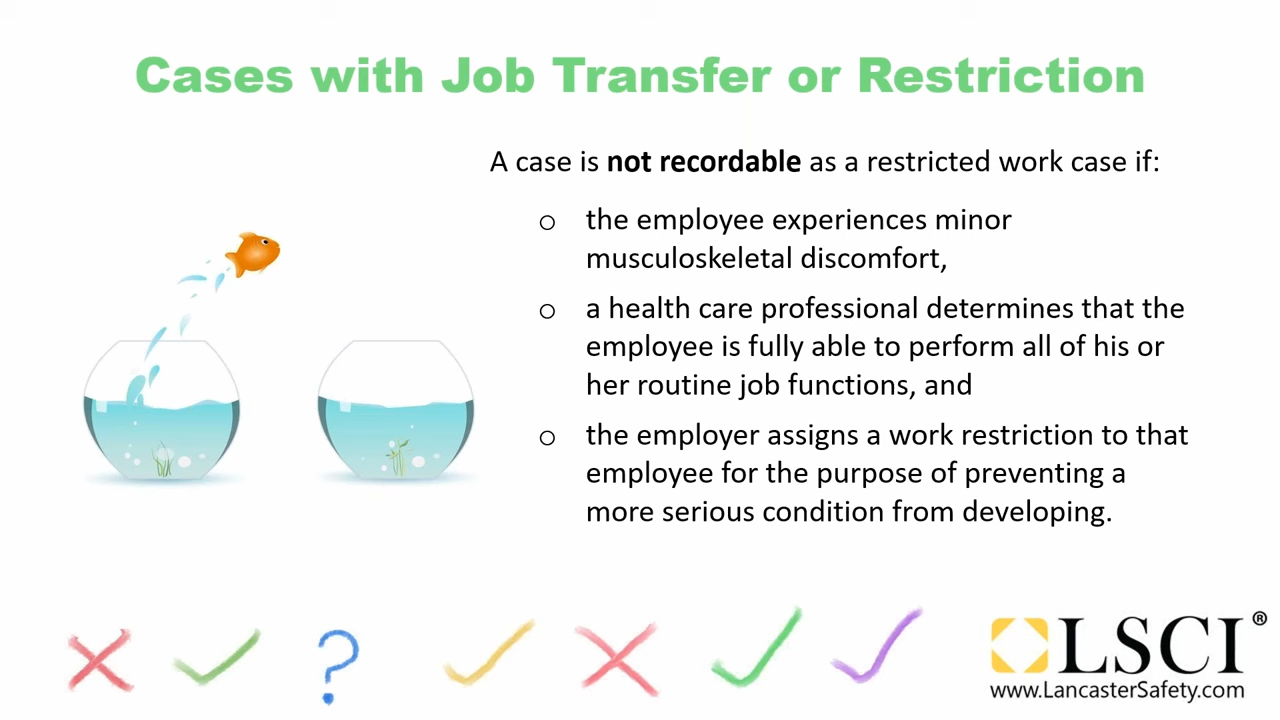 Cases with Job Transfer or Restriction
A case is not recordable as a restricted work case if:
o the employee experiences minor
musculoskeletal discomfort,
o a health care professional determines that the
employee is fully able to perform all of his or
her routine job functions, and
o the employer assigns a work restriction to that
employee for the purpose of preventing a
more serious condition from developing.
?
LSCI®
www.LancasterSafety.com